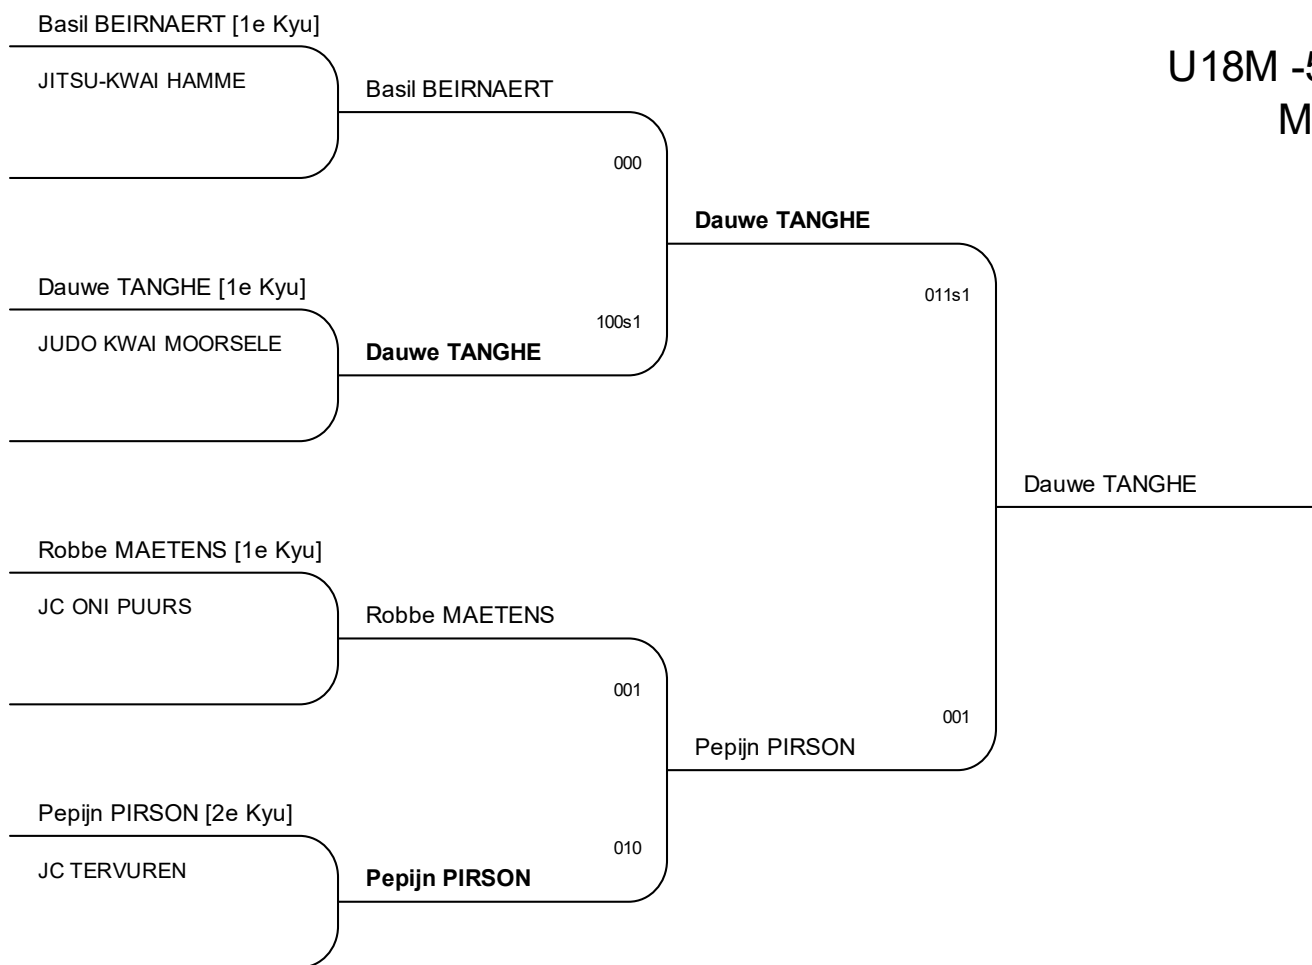 Basil BEIRNAERT [1e Kyu]
U18M -5
JITSU-KWAI HAMME
Basil BEIRNAERT
M
000
Dauwe TANGHE
Dauwe TANGHE [1e Kyu]
011s1
100s1
JUDO KWAI MOORSELE
Dauwe TANGHE
Dauwe TANGHE
Robbe MAETENS [1e Kyu]
JC ONI PUURS
Robbe MAETENS
001
001
Pepijn PIRSON
Pepijn PIRSON [2e Kyu]
010
JC TERVUREN
Pepijn PIRSON